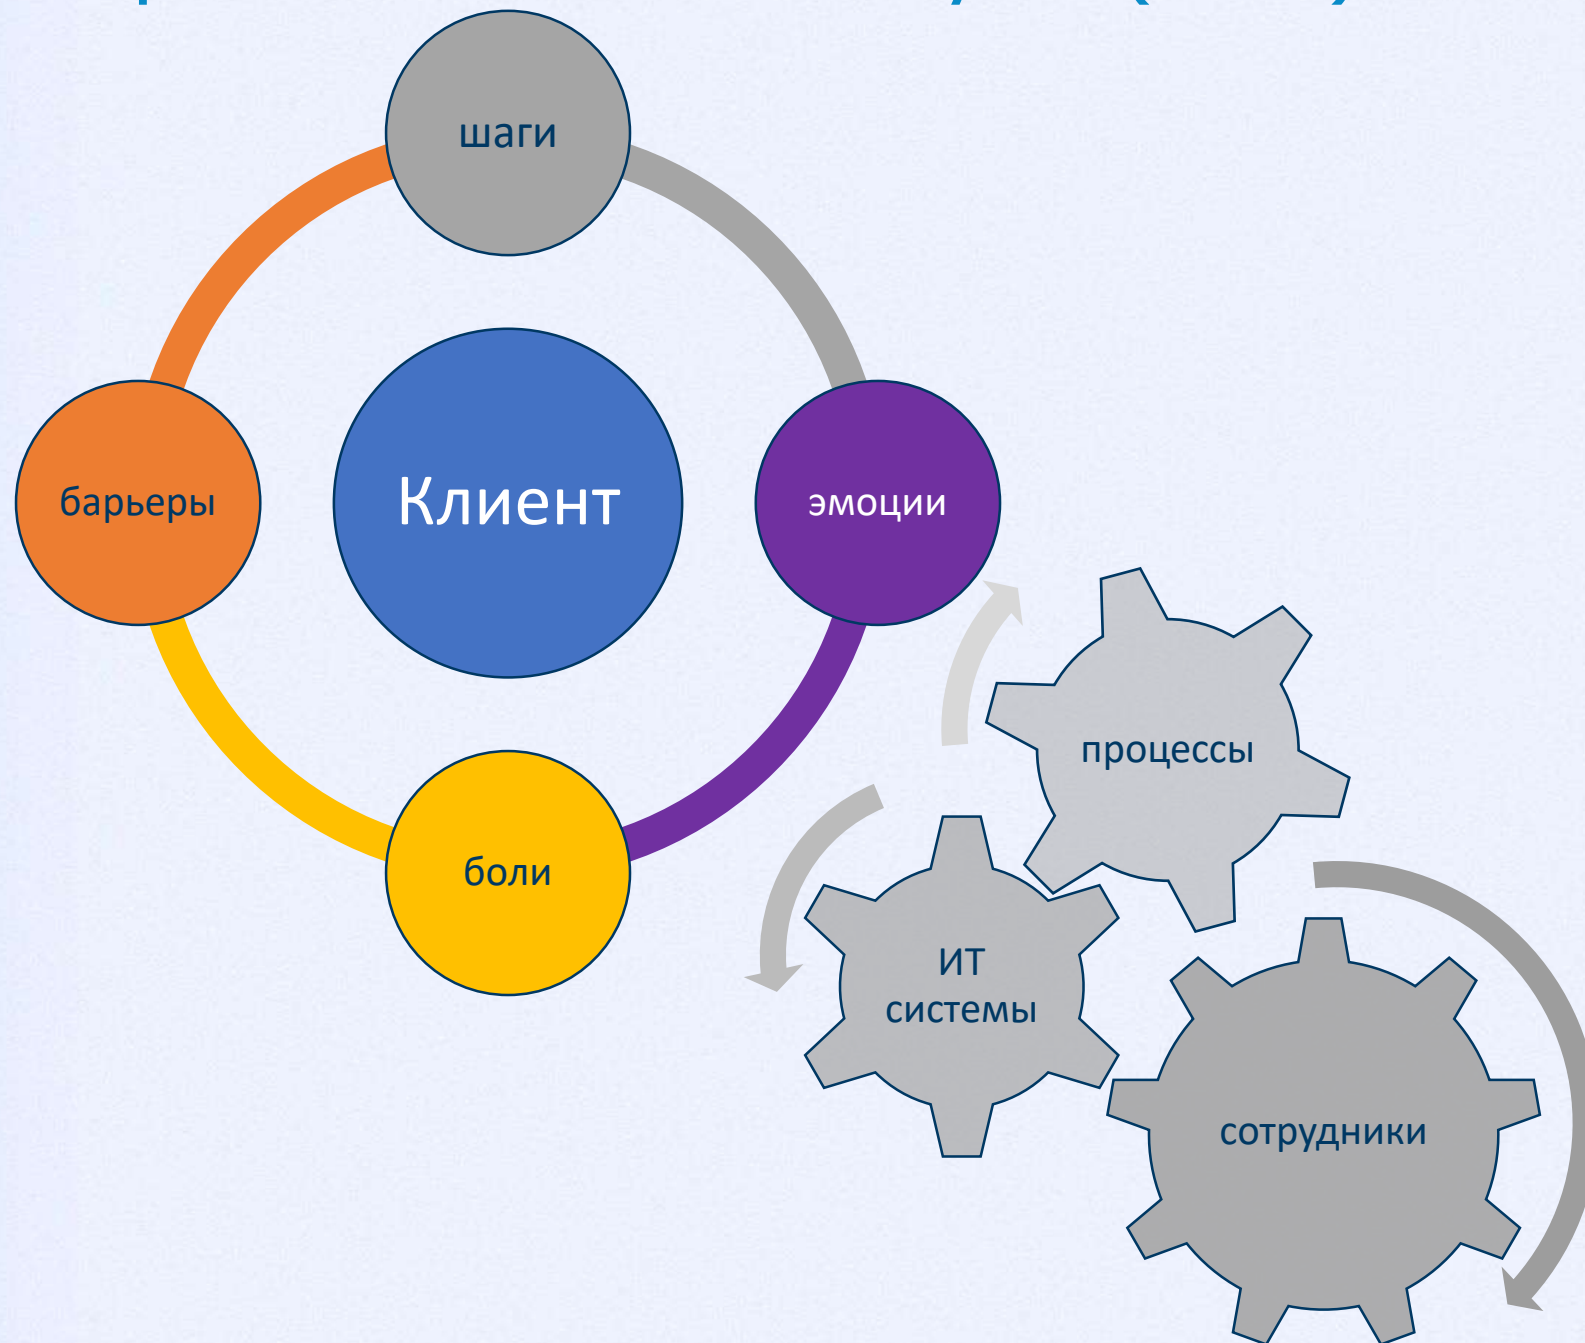 шаги
барьеры
Клиент
эмоции
боли
процессы
ИТ
системы
сотрудники